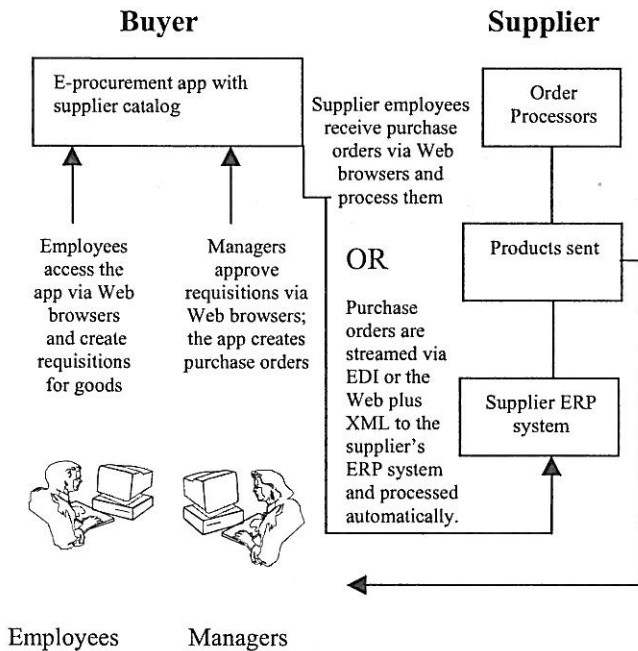 Buyer
Supplier
E-procurement app with
supplier catalog
Supplier employees
receive purchase
orders via Web
browsers and
process them
Order
Processors
Employees
access the
app via Web
browsers
and create
requisitions
for goods
Managers
approve
requisitions via
Web browsers;
the app creates
purchase orders
OR
Products sent
Purchase
orders are
streamed via
EDI or the
Web plus
XML to the
supplier's
ERP system
and processed
automatically.
Supplier ERP
system
Employees
Managers